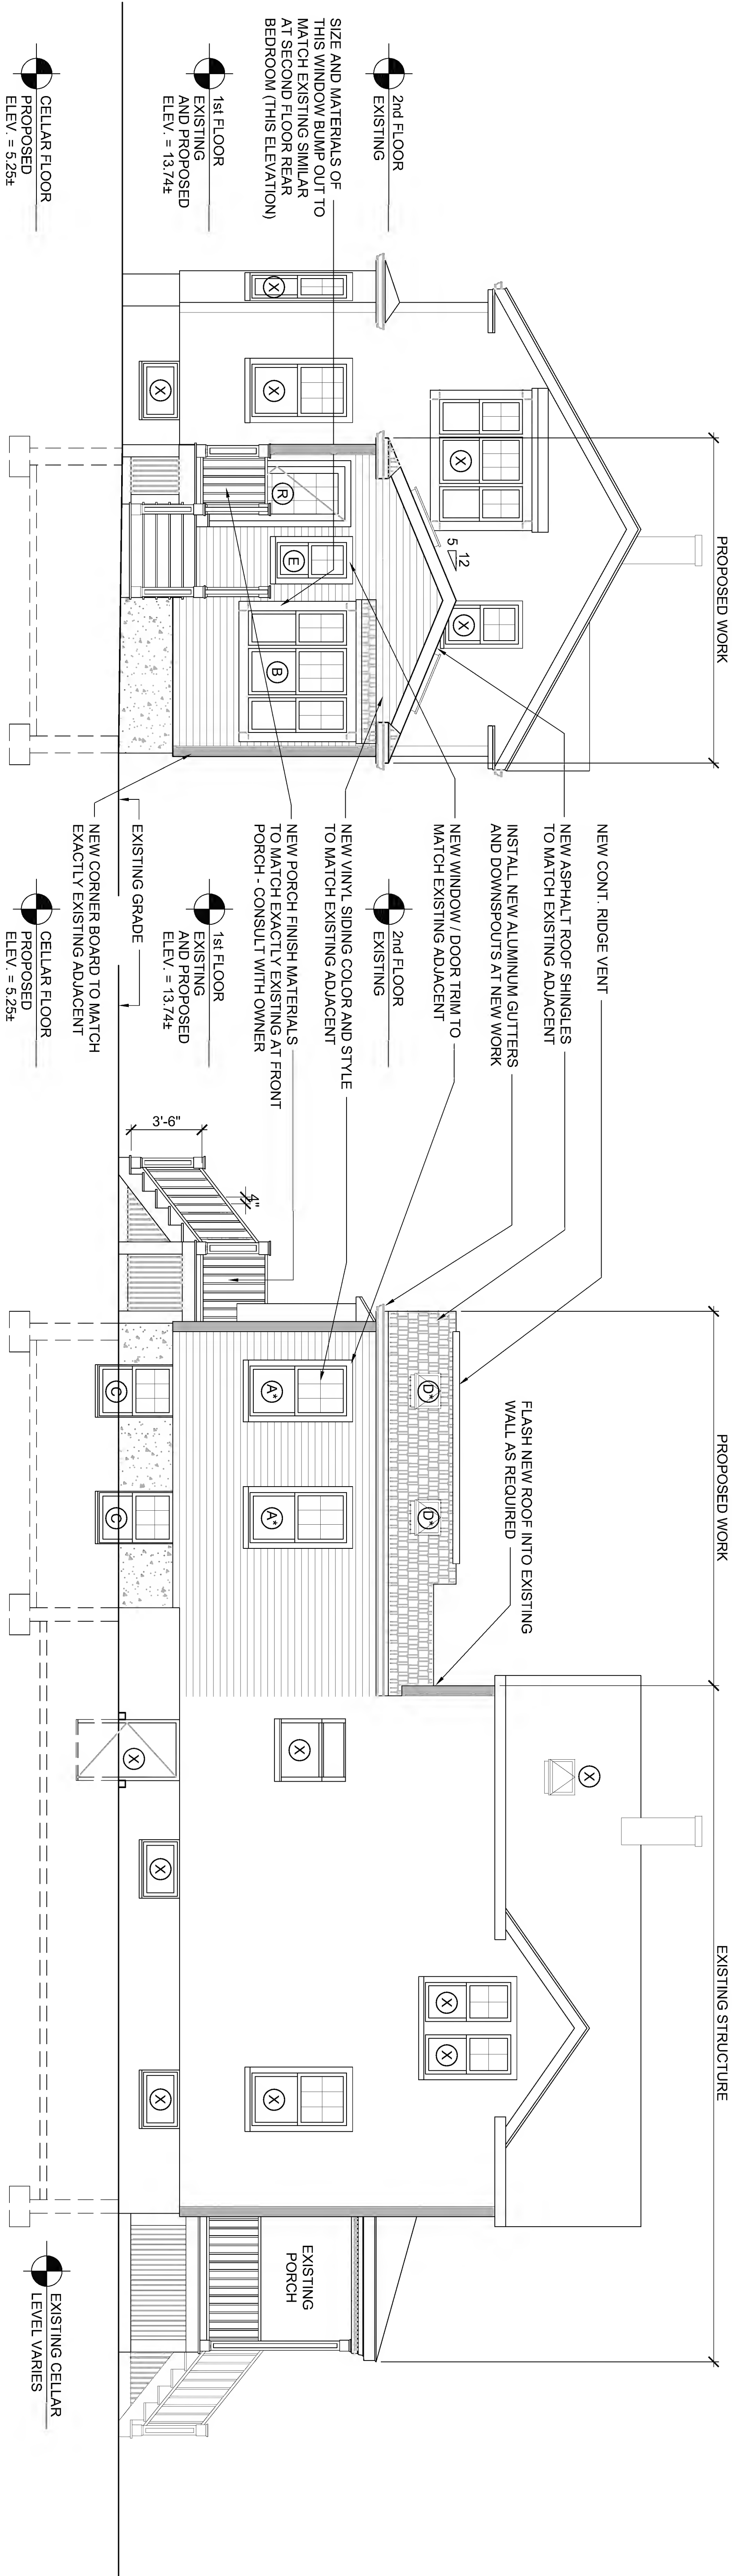 PROPOSED WORK
2nd FLOOR
EXISTING
SIZE AND MATERIALS OF
THIS WINDOW BUMP OUT TO
MATCH EXISTING SIMILAR
AT SECOND FLOOR REAR
BEDROOM (THIS ELEVATION)
1st FLOOR
EXISTING
AND PROPOSED
ELEV. = 13.74±
CELLAR FLOOR
PROPOSED
ELEV. = 5.25±
X
X
12
5
X
X
R
E
B
X
NEW CONT. RIDGE VENT
NEW ASPHALT ROOF SHINGLES
TO MATCH EXISTING ADJACENT
INSTALL NEW ALUMINUM GUTTERS
AND DOWNSPOUTS AT NEW WORK
NEW WINDOW / DOOR TRIM TO
MATCH EXISTING ADJACENT
NEW VINYL SIDING COLOR AND STYLE
TO MATCH EXISTING ADJACENT
NEW PORCH FINISH MATERIALS
TO MATCH EXACTLY EXISTING AT FRONT
PORCH - CONSULT WITH OWNER
EXISTING GRADE
NEW CORNER BOARD TO MATCH
EXACTLY EXISTING ADJACENT
2nd FLOOR
EXISTING
1st FLOOR
EXISTING
AND PROPOSED
ELEV. = 13.74±
CELLAR FLOOR
PROPOSED
ELEV. = 5.25±
PROPOSED WORK
EXISTING STRUCTURE
FLASH NEW ROOF INTO EXISTING
WALL AS REQUIRED
3'-6"
4"
D*
D*
A*
A*
C
C
X
X
X
X
X
X
X
X
EXISTING
PORCH
EXISTING CELLAR
LEVEL VARIES